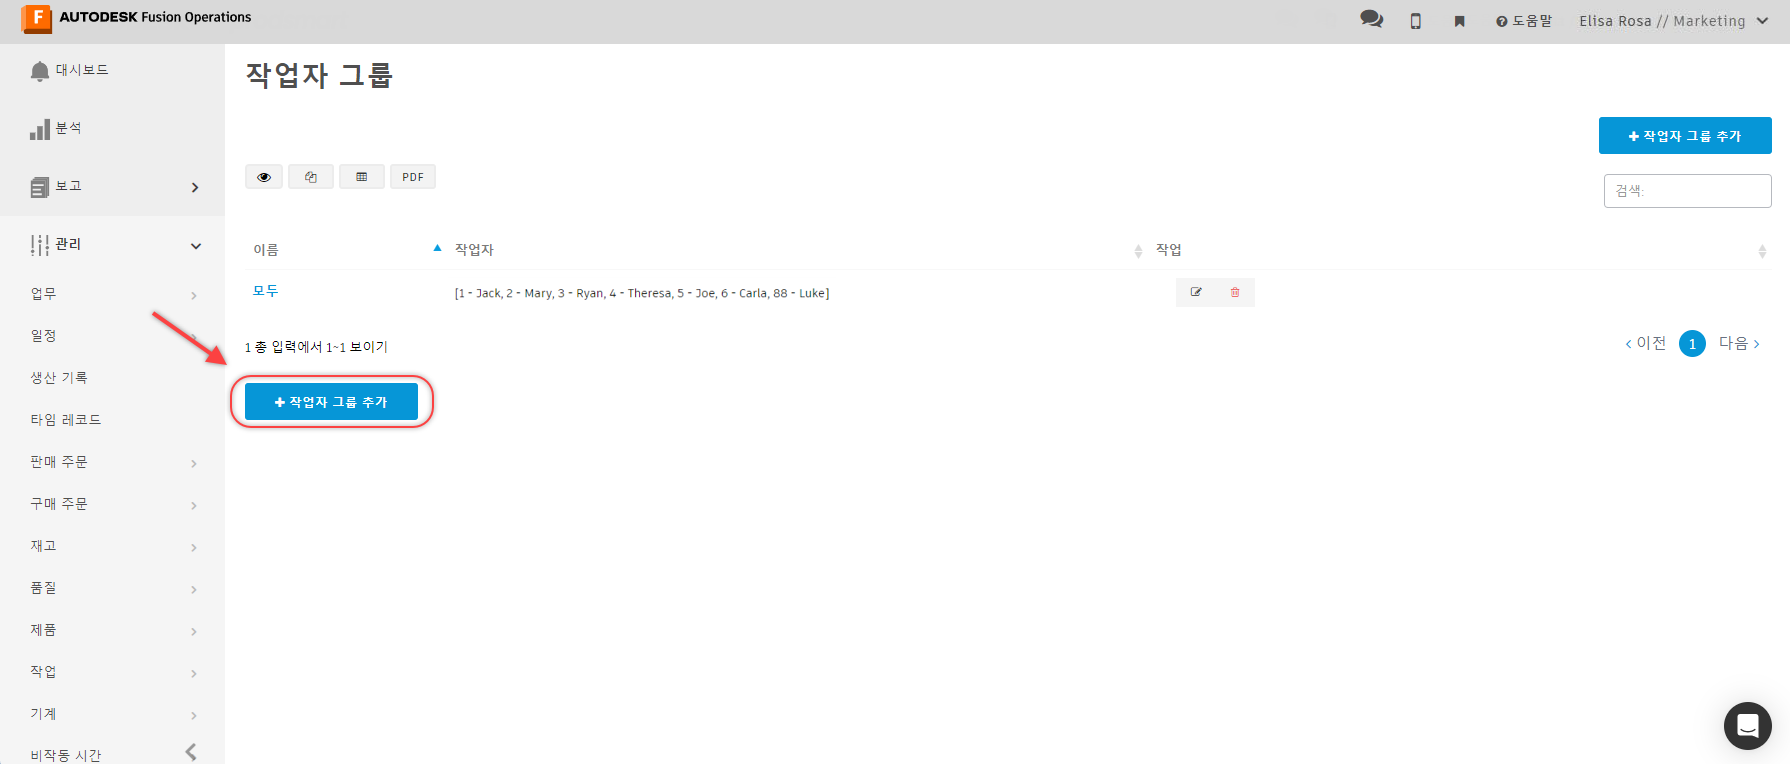 F AUTODESK Fusion Operations
도움말
Elisa Rosa // Marketing
대시보드
분석
보고
관리
업무
일정
생산 기록
타임 레코드
판매 주문
구매 주문
재고
품질
제품
작업
기계
비작동 시간
작업자 그룹
+ 작업자 그룹 추가
PDF
검색:
이름 작업자 작업
모두 [1 - Jack, 2 - Mary, 3 - Ryan, 4 - Theresa, 5 - Joe, 6 - Carla, 88 - Luke]
1 총 입력에서 1~1 보이기
이전 1 다음
+ 작업자 그룹 추가